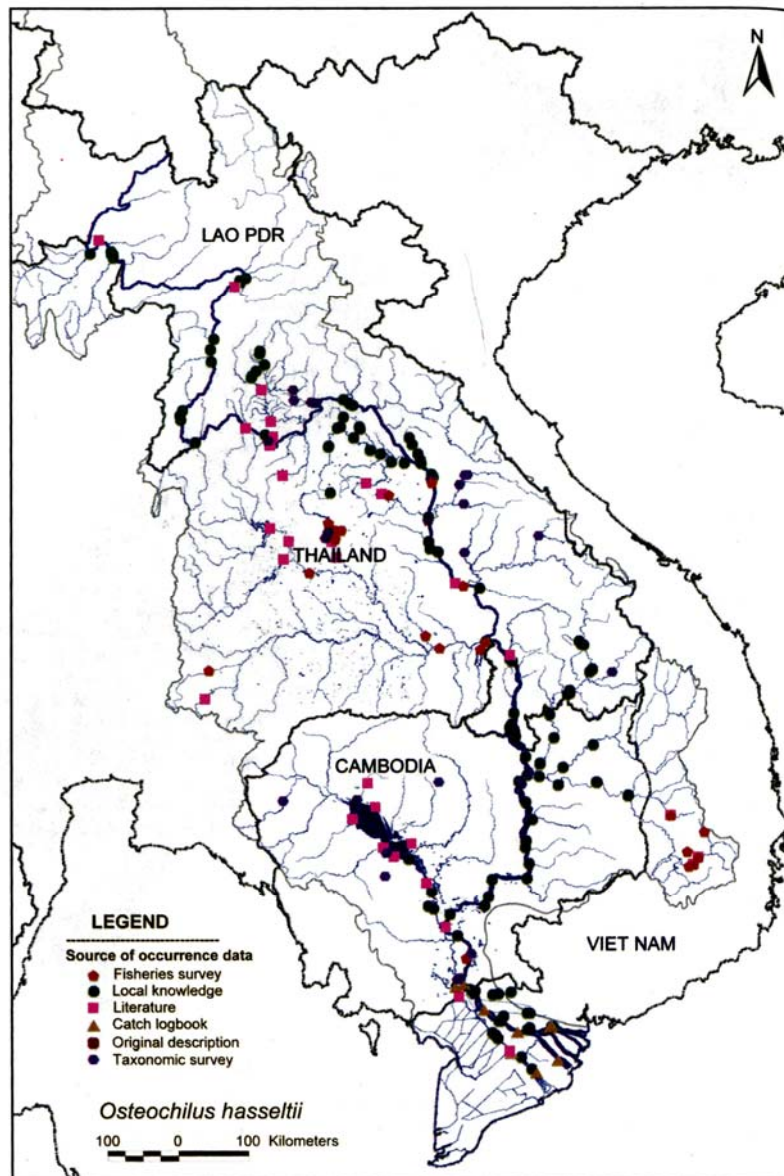 N
LAO PDR
THAILAND
CAMBODIA
VIET NAM
LEGEND
Source of occurrence data
Fisheries survey
Local knowledge
Literature
Catch logbook
Original description
Taxonomic survey
Osteochilus hasseltii
100 0 100 Kilometers